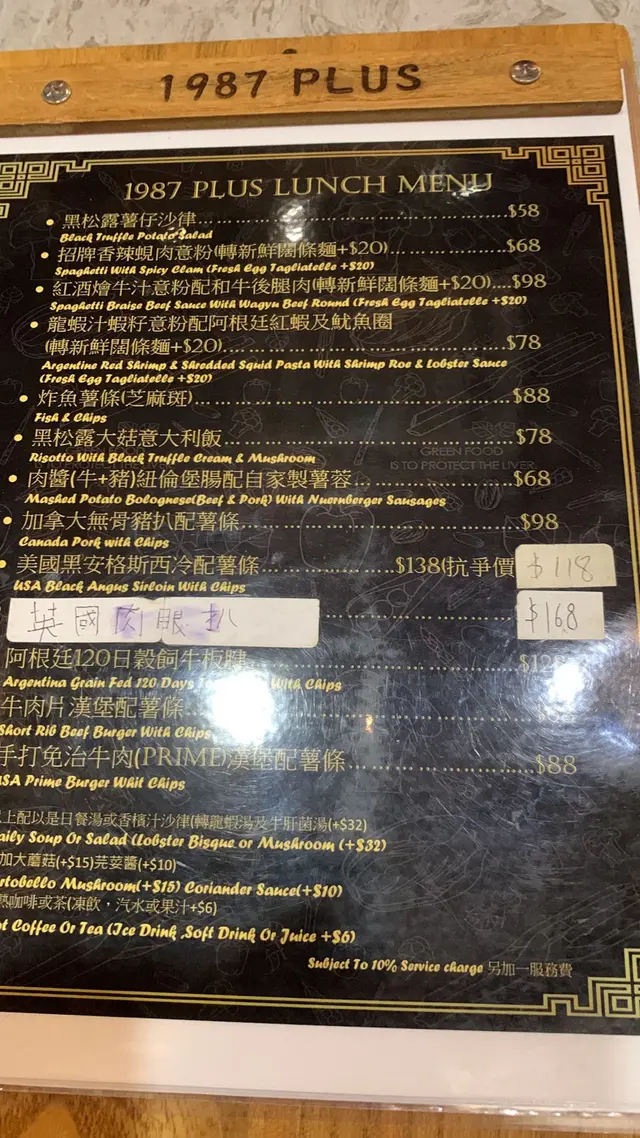 1987 PLUS
1987 PLUS LUNCH MENU
• 黑松露薯仔沙律……………………………$58
Black Truffle Potato Salad
• 招牌香辣蜆肉意粉(轉新鮮闊條麵+$20)……………$68
Spaghetti With Spicy Clam (Fresh Egg Tagliatelle +$20)
• 紅酒燴牛汁意粉配和牛後腿肉(轉新鮮闊條麵+$20)....$98
Spaghetti Braise Beef Sauce With Wagyu Beef Round (Fresh Egg Tagliatelle +$20)
• 龍蝦汁蝦籽意粉配阿根廷紅蝦及魷魚圈
(轉新鮮闊條麵+$20)……………………………$78
Argentine Red Shrimp & Shredded Squid Pasta With Shrimp Roe & Lobster Sauce
(Fresh Egg Tagliatelle +$20)
• 炸魚薯條(芝麻斑)……………………………$88
Fish & Chips
• 黑松露大菇意大利飯……………………………$78
Risotto With Black Truffle Cream & Mushroom
GREEN FOOD
IS TO PROTECT THE LIVER
• 肉醬(牛+豬)紐倫堡腸配自家製薯蓉……………$68
Mashed Potato Bolognese(Beef & Pork) With Nuernberger Sausages
• 加拿大無骨豬扒配薯條……………………………$98
Canada Pork with Chips
• 美國黑安格斯西冷配薯條……………$138(抗爭價 $118
USA Black Angus Sirloin With Chips
英國肉眼扒……………………………$168
阿根廷120日穀飼牛板腱……………………………
Argentina Grain Fed 120 Days With Chips
牛肉片漢堡配薯條……………………………
Short Rib Beef Burger With Chips
手打免治牛肉(PRIME)漢堡配薯條……………………$88
USA Prime Burger Whit Chips
以上配以是日餐湯或香檳汁沙律(轉龍蝦湯及牛肝菌湯(+$32)
Daily Soup Or Salad (Lobster Bisque or Mushroom (+$32)
加大蘑菇(+$15)芫荽醬(+$10)
Portobello Mushroom(+$15) Coriander Sauce(+$10)
熱咖啡或茶(凍飲，汽水或果汁+$6)
Hot Coffee Or Tea (Ice Drink ,Soft Drink Or Juice +$6)
Subject To 10% Service charge 另加一服務費